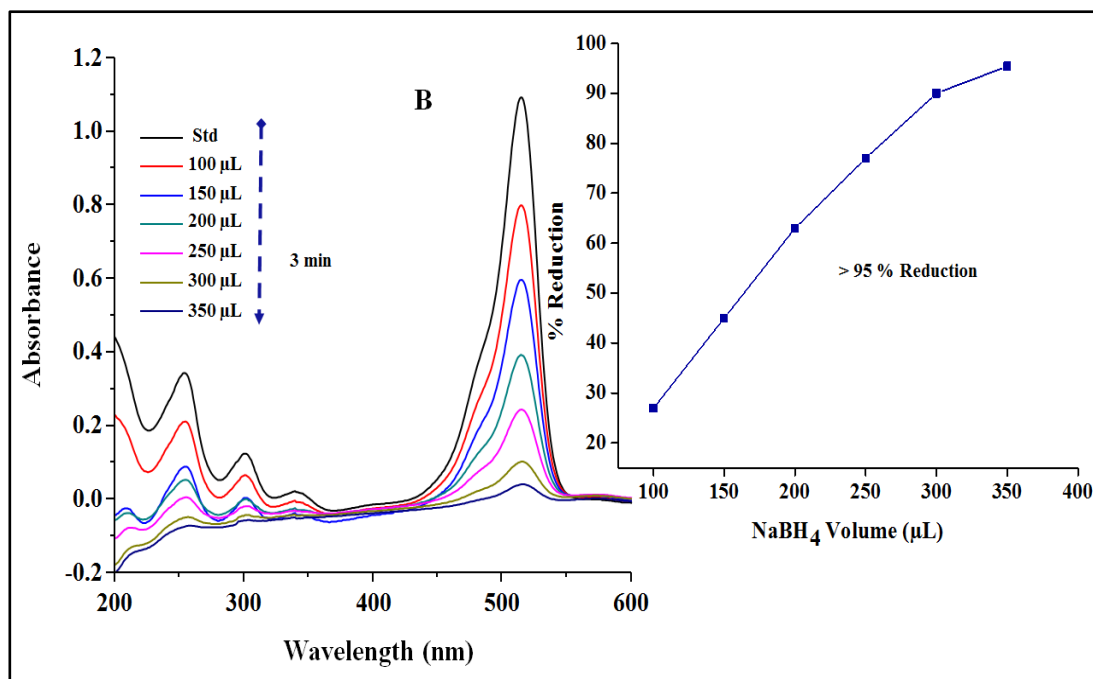 B
Absorbance
1.2
1.0
0.8
0.6
0.4
0.2
0.0
-0.2
Std
100 µL
150 µL
200 µL
250 µL
300 µL
350 µL
3 min
200
300
400
500
600
Wavelength (nm)
% Reduction
100
90
80
70
60
50
40
30
20
> 95 % Reduction
100
150
200
250
300
350
400
NaBH4 Volume (µL)